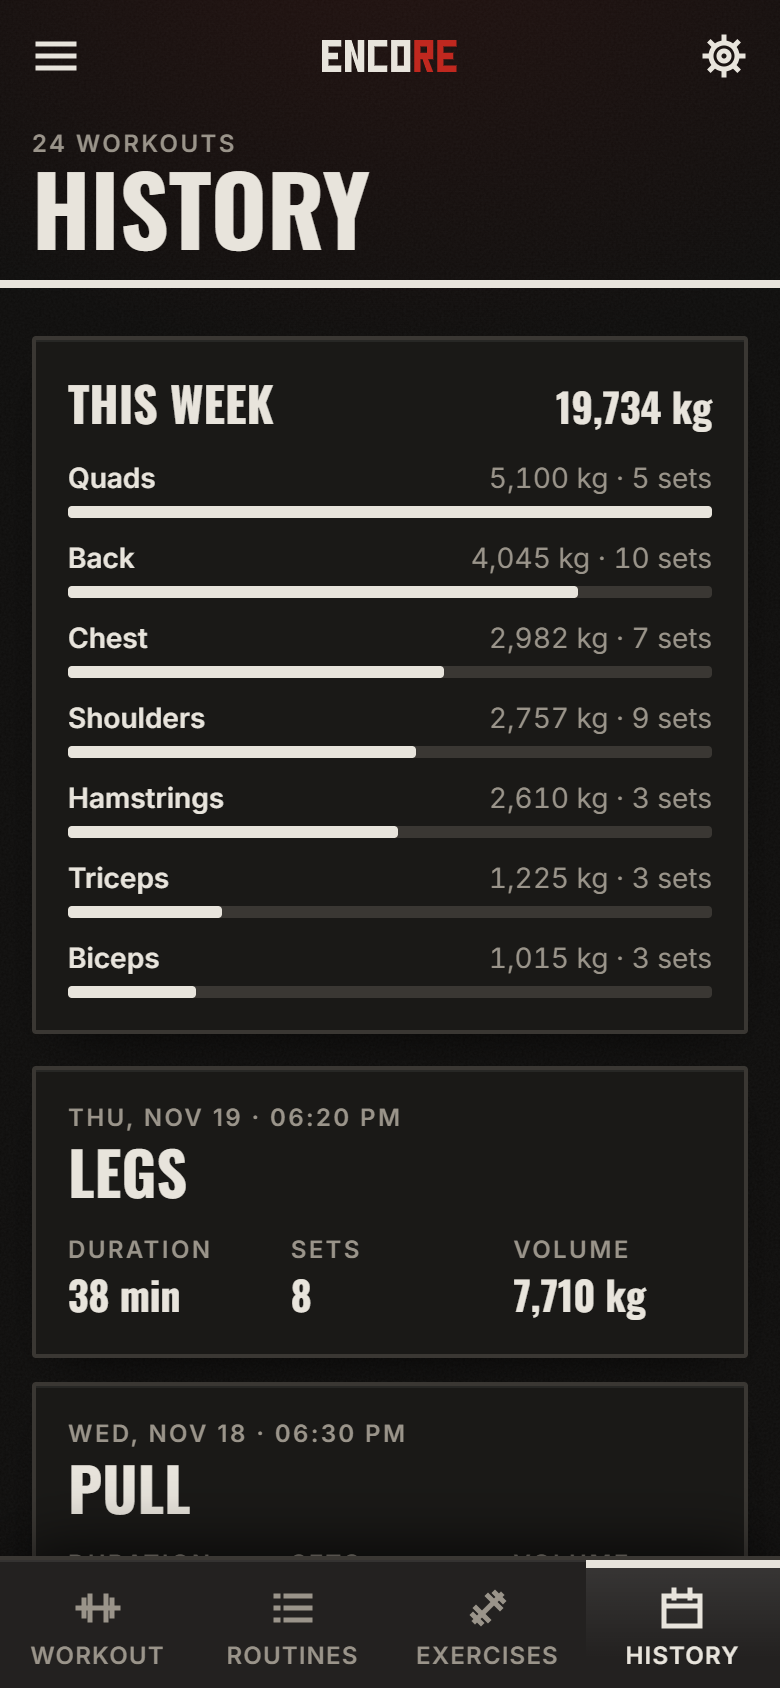 ENCORE
24 WORKOUTS
HISTORY
THIS WEEK 19,734 kg
Quads 5,100 kg · 5 sets
Back 4,045 kg · 10 sets
Chest 2,982 kg · 7 sets
Shoulders 2,757 kg · 9 sets
Hamstrings 2,610 kg · 3 sets
Triceps 1,225 kg · 3 sets
Biceps 1,015 kg · 3 sets
THU, NOV 19 · 06:20 PM
LEGS
DURATION SETS VOLUME
38 min 8 7,710 kg
WED, NOV 18 · 06:30 PM
PULL
DURATION SETS VOLUME
WORKOUT ROUTINES EXERCISES HISTORY